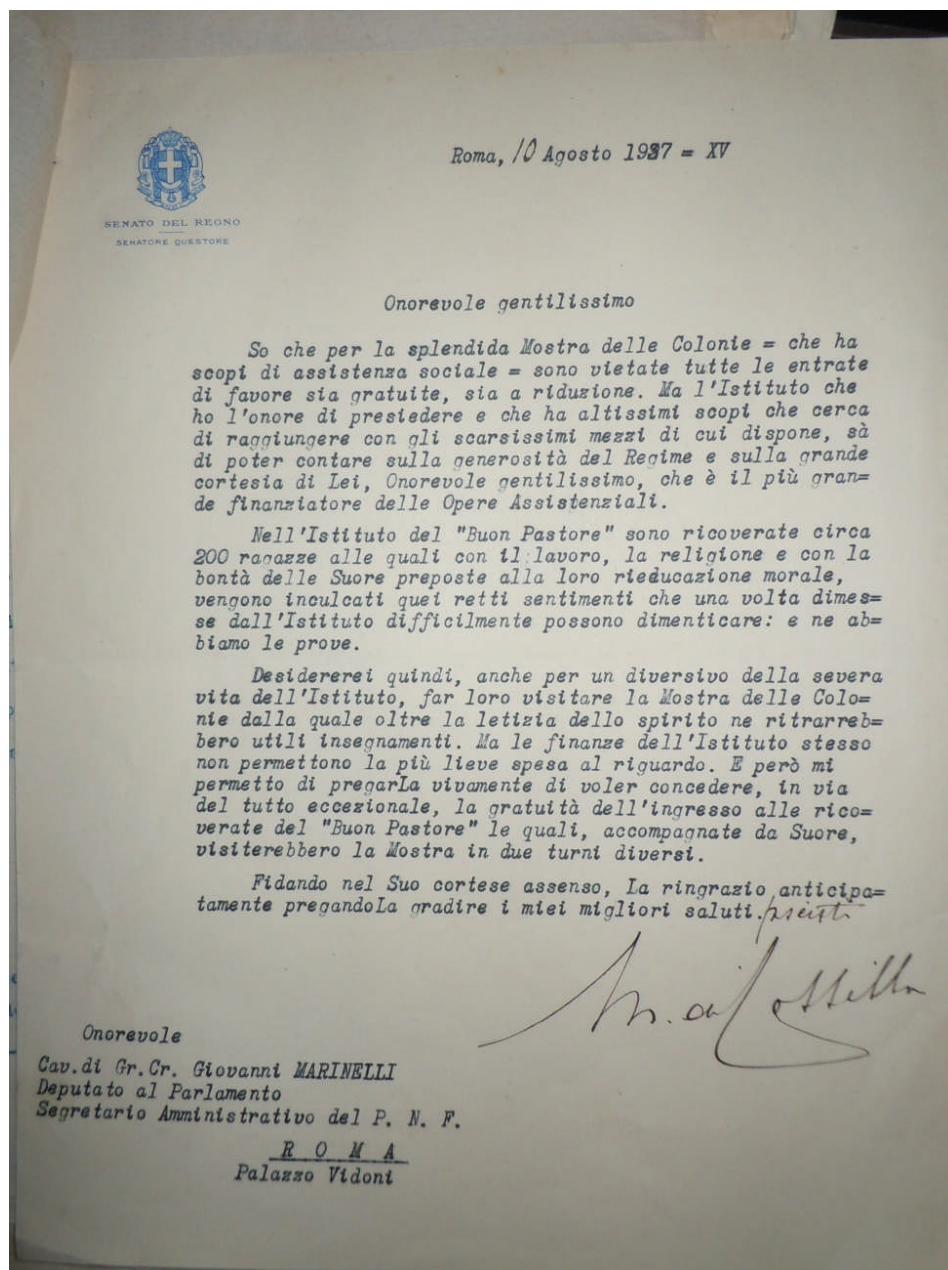 Roma, 10 Agosto 1937 = XV
SENATO DEL REGNO
SENATORE QUESTORE
Onorevole gentilissimo
So che per la splendida Mostra delle Colonie = che ha
scopi di assistenza sociale = sono vietate tutte le entrate
di favore sia gratuite, sia a riduzione. Ma l'Istituto che
ho l'onore di presiedere e che ha altissimi scopi che cerca
di raggiungere con gli scarsissimi mezzi di cui dispone, sà
di poter contare sulla generosità del Regime e sulla grande
cortesia di Lei, Onorevole gentilissimo, che è il più gran=
de finanziatore delle Opere Assistenziali.
Nell'Istituto del "Buon Pastore" sono ricoverate circa
200 ragazze alle quali con il lavoro, la religione e con la
bontà delle Suore preposte alla loro rieducazione morale,
vengono inculcati quei retti sentimenti che una volta dimes=
se dall'Istituto difficilmente possono dimenticare: e ne ab=
biamo le prove.
Desidererei quindi, anche per un diversivo della severa
vita dell'Istituto, far loro visitare la Mostra delle Colo=
nie dalla quale oltre la letizia dello spirito ne ritrarreb=
bero utili insegnamenti. Ma le finanze dell'Istituto stesso
non permettono la più lieve spesa al riguardo. E però mi
permetto di pregarLa vivamente di voler concedere, in via
del tutto eccezionale, la gratuità dell'ingresso alle rico=
verate del "Buon Pastore" le quali, accompagnate da Suore,
visiterebbero la Mostra in due turni diversi.
Fidando nel Suo cortese assenso, La ringrazio anticipa=
tamente pregandoLa gradire i miei migliori saluti.
Onorevole
Cav.di Gr.Cr. Giovanni MARINELLI
Deputato al Parlamento
Segretario Amministrativo del P. N. F.
R O M A
Palazzo Vidoni